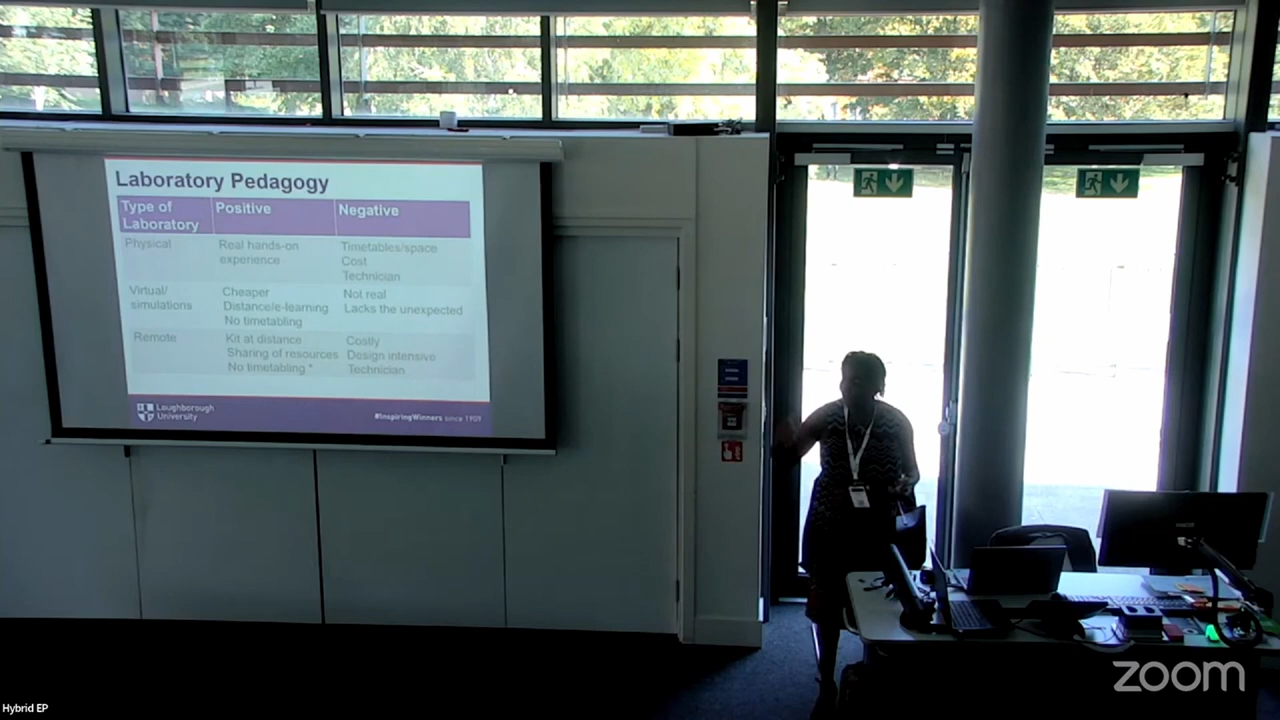 Laboratory Pedagogy
Type of Laboratory Positive Negative
Physical Real hands-on experience Timetables/space
Cost
Technician
Virtual/simulations Cheaper Not real
Distance/e-learning Lacks the unexpected
No timetabling
Remote Kit at distance Costly
Sharing of resources Design intensive
No timetabling * Technician
Loughborough University #InspiringWinners since 1909
zoom
Hybrid EP